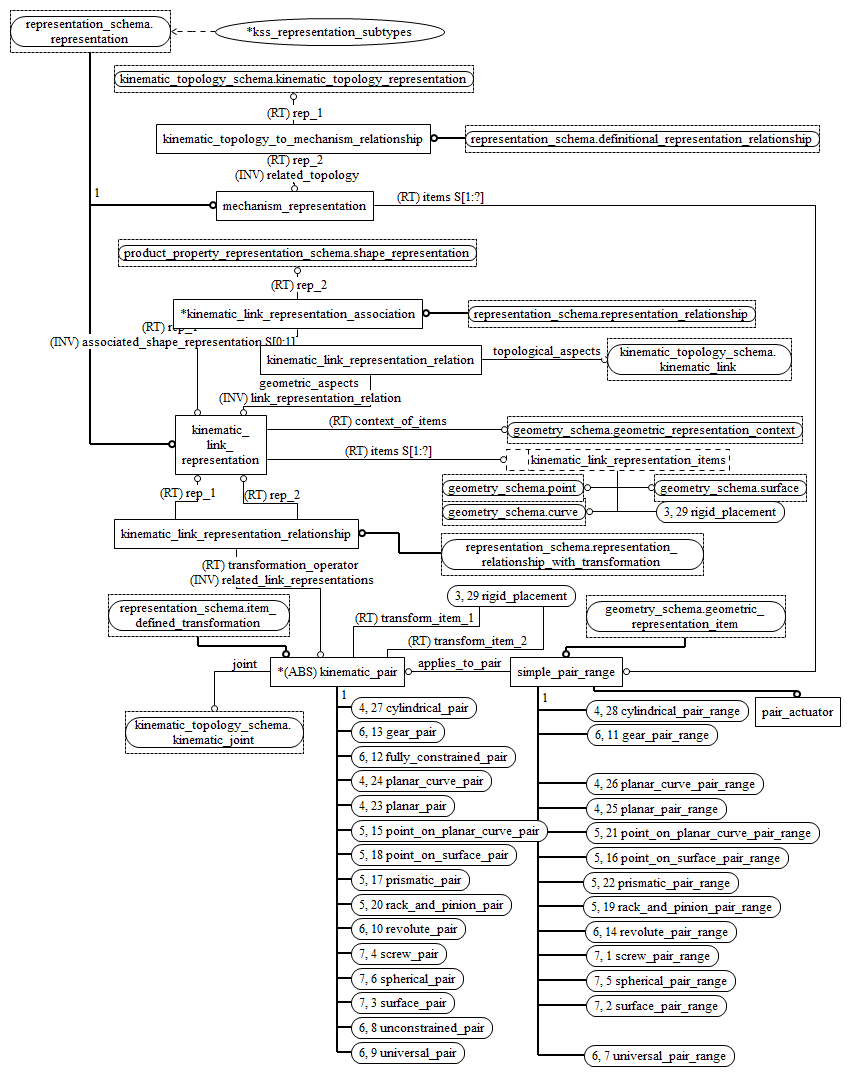 representation_schema.
representation
*kss_representation_subtypes
kinematic_topology_schema.kinematic_topology_representation
(RT) rep_1
kinematic_topology_to_mechanism_relationship
representation_schema.definitional_representation_relationship
(RT) rep_2
(INV) related_topology
1
mechanism_representation
(RT) items S[1:?]
product_property_representation_schema.shape_representation
(RT) rep_2
*kinematic_link_representation_association
representation_schema.representation_relationship
(RT) rep_1
(INV) associated_shape_representation S[0:1]
kinematic_link_representation_relation
topological_aspects
kinematic_topology_schema.
kinematic_link
geometric_aspects
(INV) link_representation_relation
kinematic_
link_
representation
(RT) context_of_items
geometry_schema.geometric_representation_context
(RT) items S[1:?]
kinematic_link_representation_items
geometry_schema.point
geometry_schema.surface
geometry_schema.curve
3, 29 rigid_placement
(RT) rep_1
(RT) rep_2
kinematic_link_representation_relationship
representation_schema.representation_
relationship_with_transformation
(RT) transformation_operator
(INV) related_link_representations
3, 29 rigid_placement
representation_schema.item_
defined_transformation
geometry_schema.geometric_
representation_item
(RT) transform_item_1
(RT) transform_item_2
joint
*(ABS) kinematic_pair
applies_to_pair
simple_pair_range
kinematic_topology_schema.
kinematic_joint
pair_actuator
1
4, 27 cylindrical_pair
6, 13 gear_pair
6, 12 fully_constrained_pair
4, 24 planar_curve_pair
4, 23 planar_pair
5, 15 point_on_planar_curve_pair
5, 18 point_on_surface_pair
5, 17 prismatic_pair
5, 20 rack_and_pinion_pair
6, 10 revolute_pair
7, 4 screw_pair
7, 6 spherical_pair
7, 3 surface_pair
6, 8 unconstrained_pair
6, 9 universal_pair
1
4, 28 cylindrical_pair_range
6, 11 gear_pair_range
4, 26 planar_curve_pair_range
4, 25 planar_pair_range
5, 21 point_on_planar_curve_pair_range
5, 16 point_on_surface_pair_range
5, 22 prismatic_pair_range
5, 19 rack_and_pinion_pair_range
6, 14 revolute_pair_range
7, 1 screw_pair_range
7, 5 spherical_pair_range
7, 2 surface_pair_range
6, 7 universal_pair_range